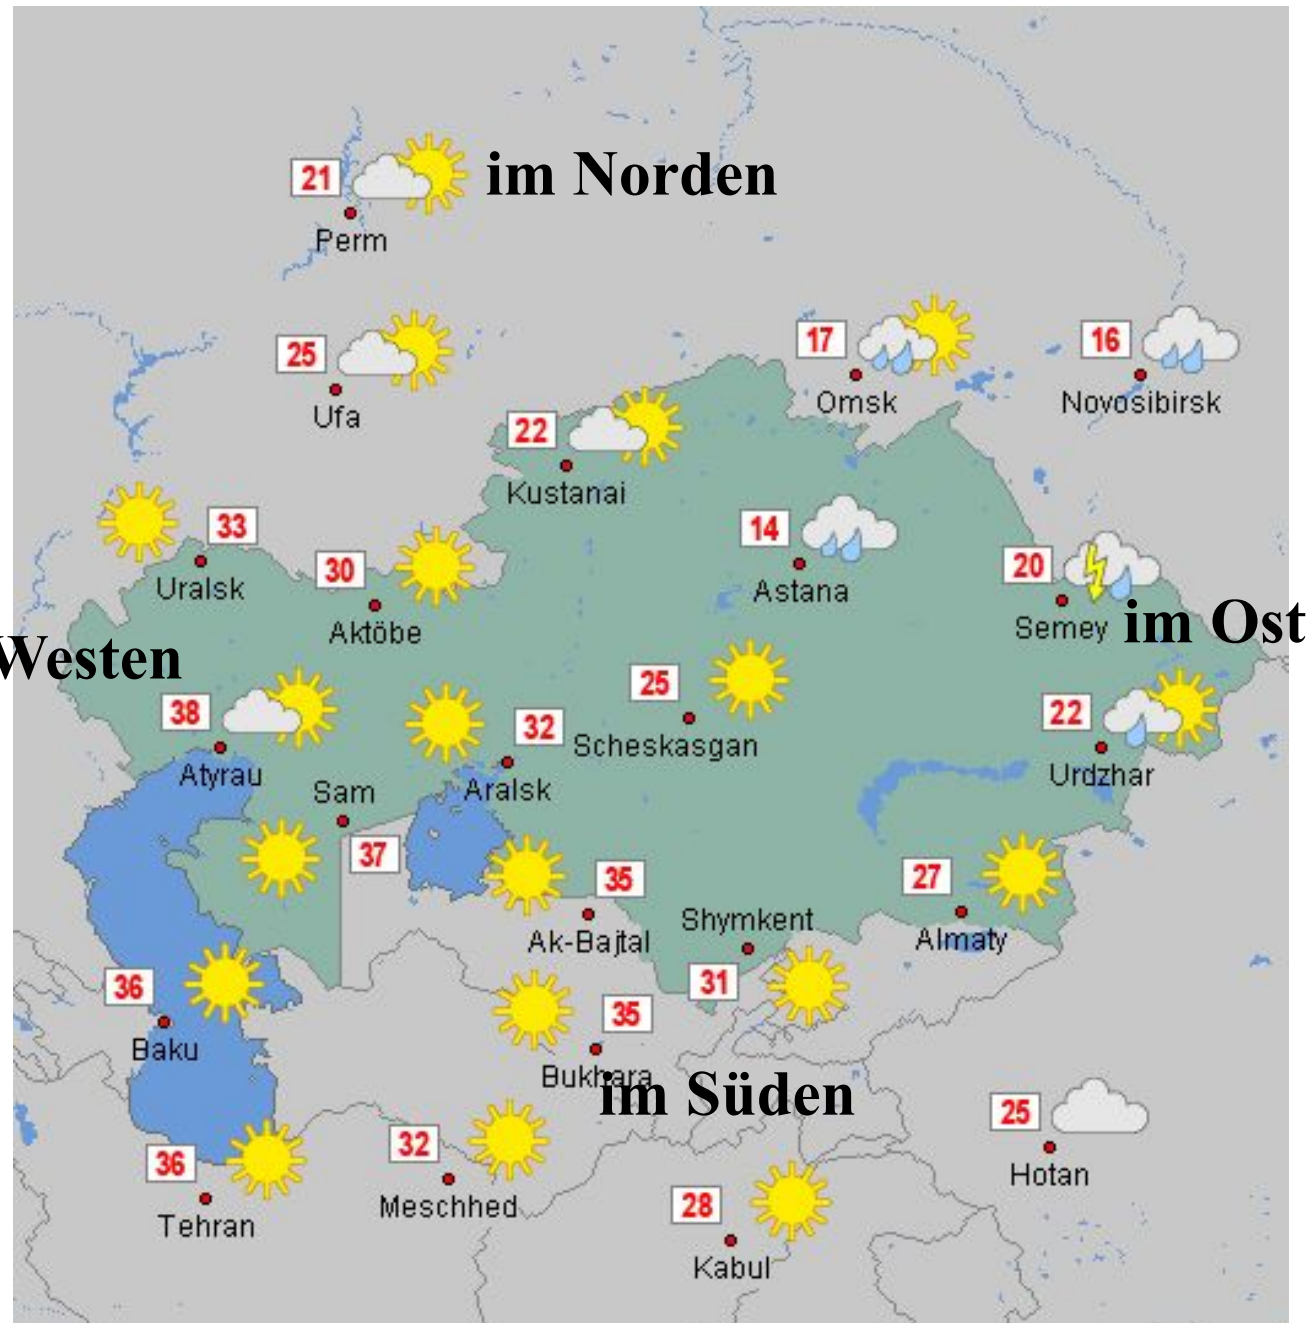 21
im Norden
Perm
25
Ufa
17
Omsk
16
Novosibirsk
22
Kustanai
33
Uralsk
30
Aktöbe
14
Astana
20
Semey
im Ost
Westen
38
Atyrau
32
Aralsk
25
Scheskasgan
22
Urdzhar
Sam
37
35
Ak-Bajtal
Shymkent
31
27
Almaty
36
Baku
35
Bukhara
im Süden
25
Hotan
36
Tehran
32
Meschhed
28
Kabul